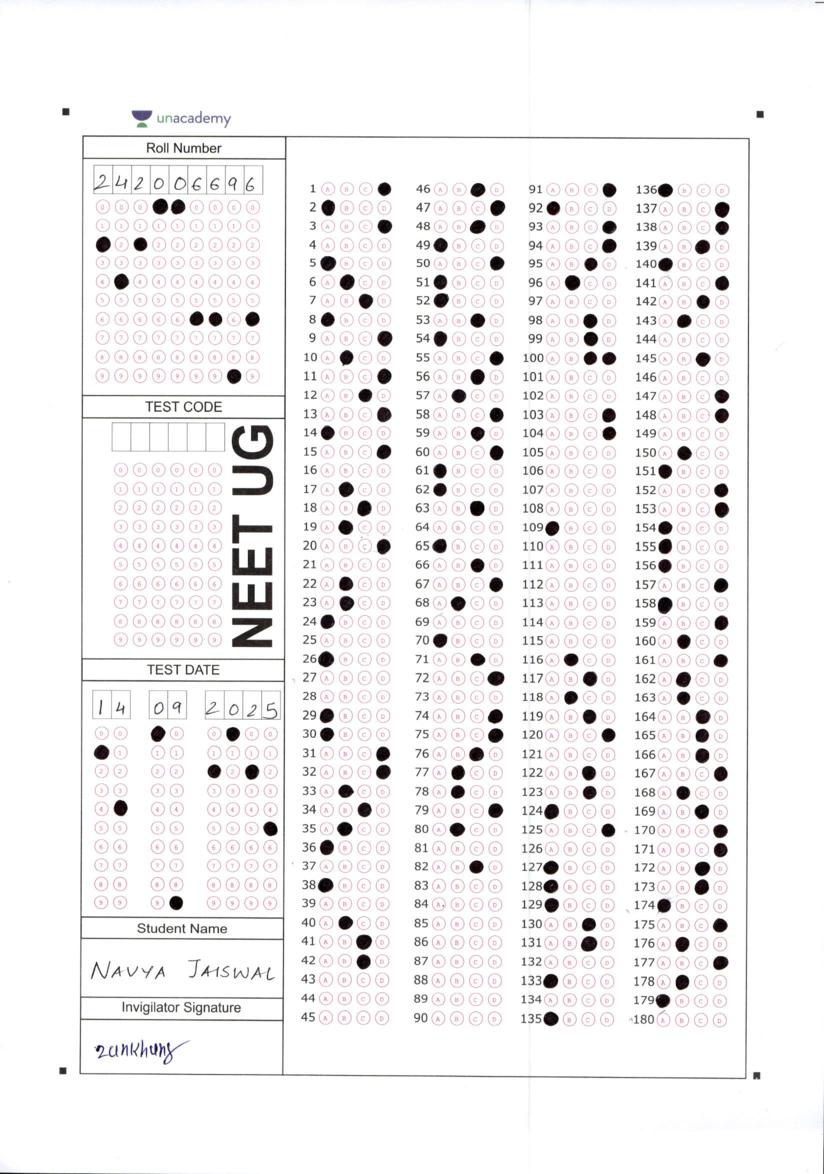 unacademy
Roll Number
2 4 2 0 0 6 6 9 6
TEST CODE
NEET UG
TEST DATE
1 4 0 9 2 0 2 5
Student Name
NAVYA JAISWAL
Invigilator Signature
zankhung
1 A B C
46 A B D
91 A B C
136 B C D
2 B C D
47 A B C
92 B C D
137 A B C
3 A B C
48 A B D
93 A B C
138 A B C
4 A B C D
49 B C D
94 A B C
139 A B D
5 B C D
50 A B C
95 A B D
140 B C D
6 A C D
51 B C D
96 A C D
141 A B C
7 A B D
52 B C D
97 A B C D
142 A B D
8 B C D
53 A B D
98 A B D
143 A C D
9 A B C
54 B C D
99 A B D
144 A B C D
10 A C D
55 A B C
100 A B
145 A B D
11 A B C
56 A B D
101 A B C D
146 A B C D
12 A B D
57 A C D
102 A B C D
147 A B C
13 A B C
58 A B C
103 A B C
148 A B C
14 B C D
59 A B D
104 A B C
149 A B C D
15 A B C
60 A B C
105 A B C D
150 A C D
16 A B C D
61 B C D
106 A B C D
151 B C D
17 A C D
62 B C D
107 A B C D
152 A B C
18 A B D
63 A B D
108 A B C D
153 A B C
19 A C D
64 A B C D
109 B C D
154 B C D
20 A B C
65 B C D
110 A B C D
155 B C D
21 A B C D
66 A B D
111 A B C D
156 B C D
22 A C D
67 A B C
112 A B C D
157 A B C
23 A C D
68 A C D
113 A B C D
158 B C D
24 B C D
69 A B C D
114 A B C D
159 A B C
25 A B C D
70 B C D
115 A B C D
160 A C D
26 B C D
71 A B D
116 A C D
161 A B C
27 A B C D
72 A B C
117 A B D
162 A C D
28 A B C D
73 A B C D
118 A C D
163 A C D
29 B C D
74 A B C
119 A B D
164 A B D
30 B C D
75 A B C
120 A B C
165 A B D
31 A B C
76 A B D
121 A B C D
166 A B D
32 A B C
77 A C D
122 A B D
167 A B C
33 A C D
78 A C D
123 A B D
168 A C D
34 A B D
79 A B C
124 B C D
169 A B D
35 A C D
80 A C D
125 A B C
170 A B C
36 B C D
81 A B C D
126 A B C D
171 A B C
37 A B C D
82 A B D
127 B C D
172 A B D
38 B C D
83 A B C D
128 B C D
173 A B D
39 A B C D
84 A B C D
129 B C D
174 B C D
40 A C D
85 A B C D
130 A B D
175 A B C
41 A B D
86 A B C D
131 A B D
176 A C D
42 A B D
87 A B C D
132 A B C D
177 A B C
43 A B C D
88 A B C D
133 B C D
178 A C D
44 A B C D
89 A B C D
134 A B C D
179 B C D
45 A B C D
90 A B C D
135 B C D
180 A B C D